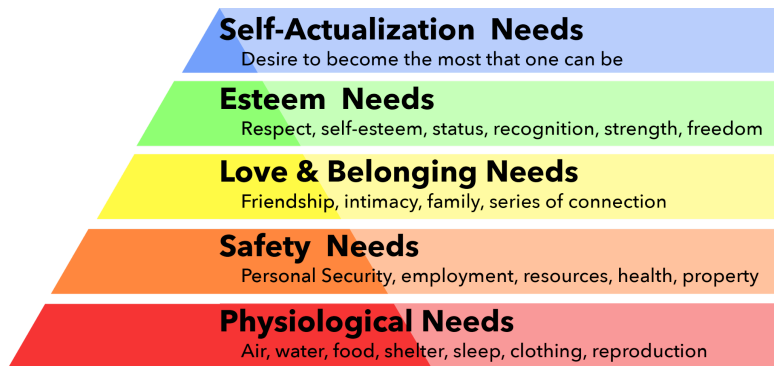 Self-Actualization Needs
Desire to become the most that one can be
Esteem Needs
Respect, self-esteem, status, recognition, strength, freedom
Love & Belonging Needs
Friendship, intimacy, family, series of connection
Safety Needs
Personal Security, employment, resources, health, property
Physiological Needs
Air, water, food, shelter, sleep, clothing, reproduction